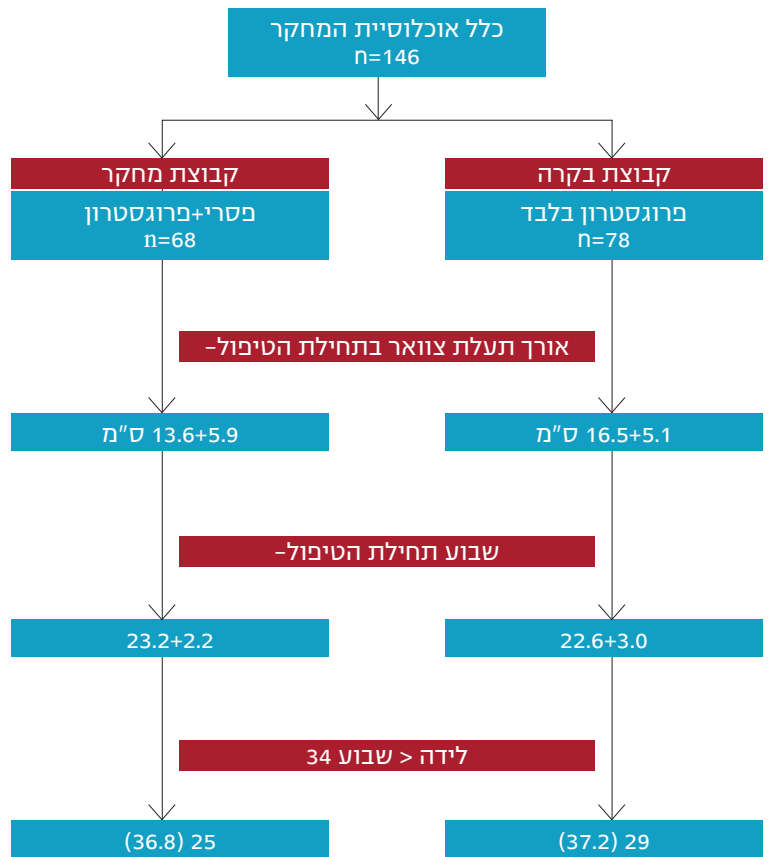 כלל אוכלוסיית המחקר
n=146
קבוצת בקרה
קבוצת מחקר
פרוגסטרון בלבד
n=78
פסרי+פרוגסטרון
n=68
אורך תעלת צוואר בתחילת הטיפול-
16.5+5.1 ס"מ
13.6+5.9 ס"מ
שבוע תחילת הטיפול-
22.6+3.0
23.2+2.2
לידה < שבוע 34
29 (37.2)
25 (36.8)